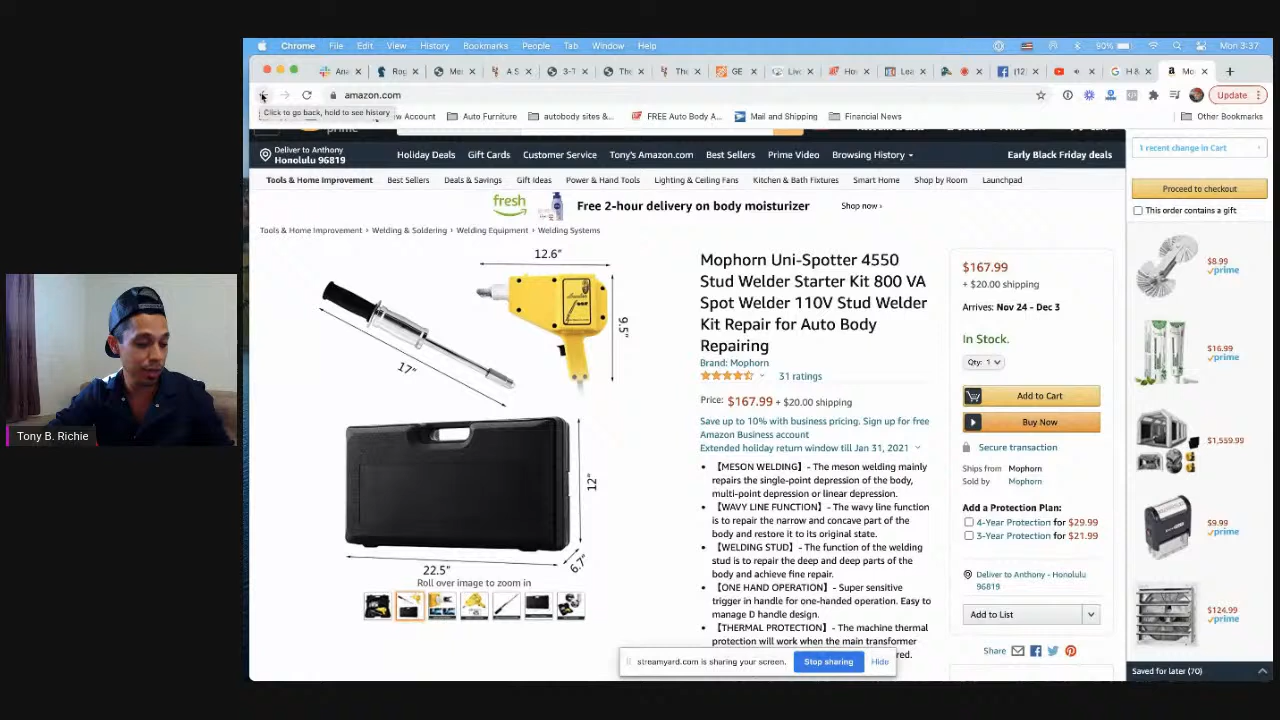 Chrome File Edit View History Bookmarks People Tab Window Help
90% Mon 3:37
Ana
Rog
A S
3-T
The
GE
Live
Lea
(12)
H &
Mo
amazon.com
Update
Click to go back, hold to see history
w Account Auto Furniture autobody sites &... FREE Auto Body A... Mail and Shipping Financial News Other Bookmarks
prime
Deliver to Anthony
Honolulu 96819
Holiday Deals Gift Cards Customer Service Tony's Amazon.com Best Sellers Prime Video Browsing History Early Black Friday deals
Tools & Home Improvement Best Sellers Deals & Savings Gift Ideas Power & Hand Tools Lighting & Ceiling Fans Kitchen & Bath Fixtures Smart Home Shop by Room Launchpad
fresh Free 2-hour delivery on body moisturizer Shop now ›
Tools & Home Improvement › Welding & Soldering › Welding Equipment › Welding Systems
12.6"
9.5"
17"
12"
22.5"
6.7"
Roll over image to zoom in
Mophorn Uni-Spotter 4550
Stud Welder Starter Kit 800 VA
Spot Welder 110V Stud Welder
Kit Repair for Auto Body
Repairing
Brand: Mophorn
31 ratings
Price: $167.99 + $20.00 shipping
Save up to 10% with business pricing. Sign up for free
Amazon Business account
Extended holiday return window till Jan 31, 2021
• 【MESON WELDING】 - The meson welding mainly
repairs the single-point depression of the body,
multi-point depression or linear depression.
• 【WAVY LINE FUNCTION】 - The wavy line function
is to repair the narrow and concave part of the
body and restore it to its original state.
• 【WELDING STUD】 - The function of the welding
stud is to repair the deep and deep parts of the
body and achieve fine repair.
• 【ONE HAND OPERATION】 - Super sensitive
trigger in handle for one-handed operation. Easy to
manage D handle design.
• 【THERMAL PROTECTION】 - The machine thermal
protection will work when the main transformer
$167.99
+ $20.00 shipping
Arrives: Nov 24 - Dec 3
In Stock.
Qty: 1
Add to Cart
Buy Now
Secure transaction
Ships from Mophorn
Sold by Mophorn
Add a Protection Plan:
4-Year Protection for $29.99
3-Year Protection for $21.99
Deliver to Anthony - Honolulu
96819
Add to List
Share
1 recent change in Cart
Proceed to checkout
This order contains a gift
$8.99
prime
$16.99
prime
$1,559.99
$9.99
prime
$124.99
prime
Saved for later (70)
streamyard.com is sharing your screen. Stop sharing Hide
Tony B. Richie